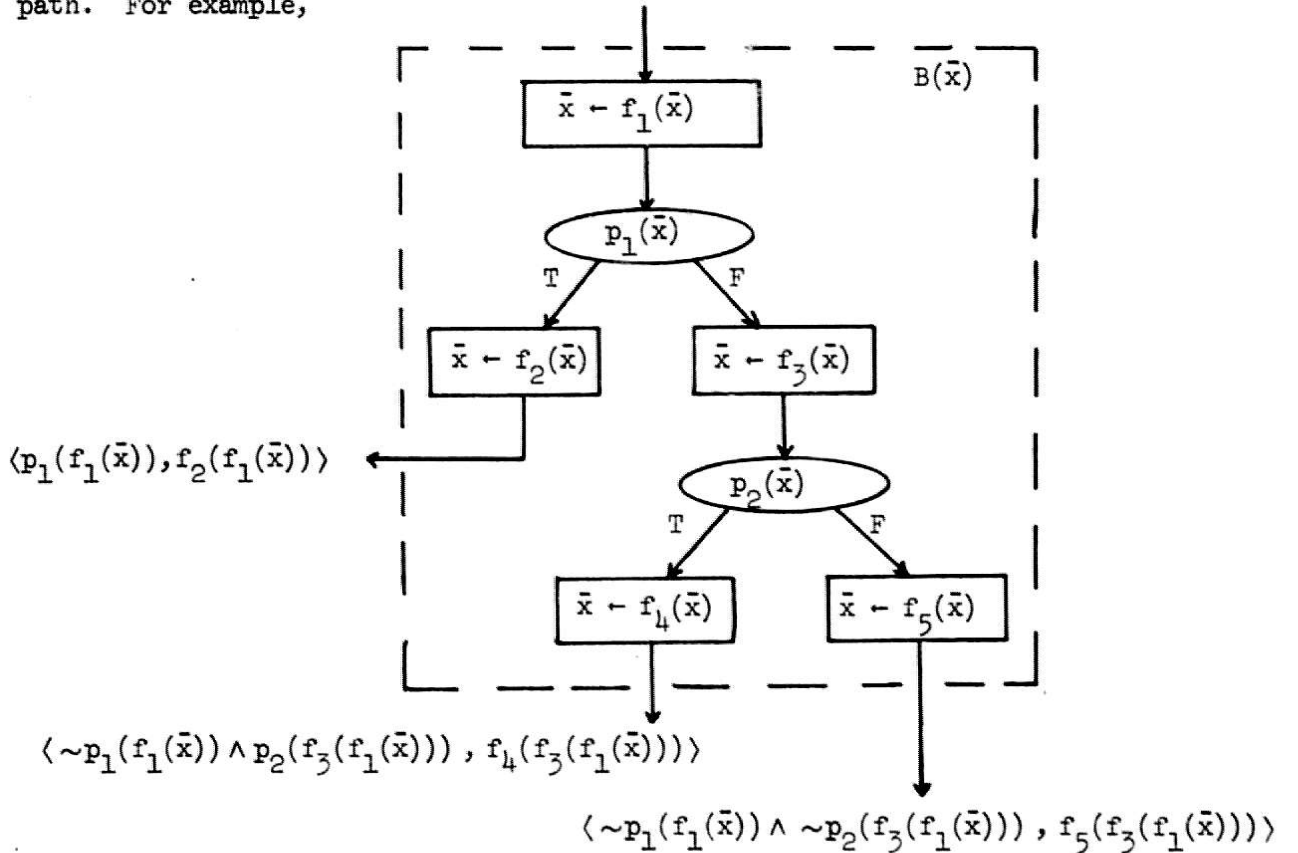 path. For example,
B(x̄)
x̄ ← f₁(x̄)
p₁(x̄)
T F
x̄ ← f₂(x̄) x̄ ← f₃(x̄)
⟨p₁(f₁(x̄)),f₂(f₁(x̄))⟩
p₂(x̄)
T F
x̄ ← f₄(x̄) x̄ ← f₅(x̄)
⟨~p₁(f₁(x̄)) ∧ p₂(f₃(f₁(x̄))) , f₄(f₃(f₁(x̄)))⟩
⟨~p₁(f₁(x̄)) ∧ ~p₂(f₃(f₁(x̄))) , f₅(f₃(f₁(x̄)))⟩